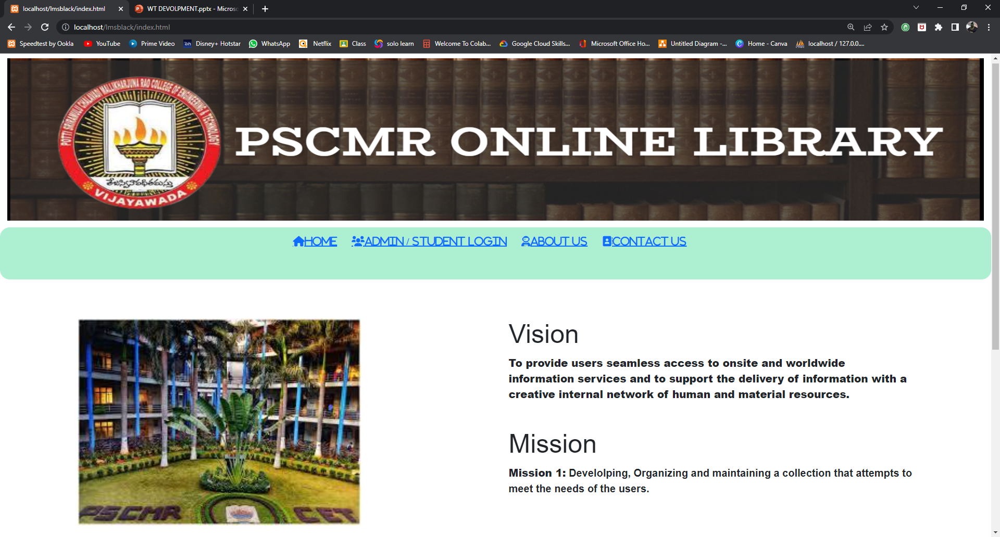 localhost/lmsblack/index.html
WT DEVOLPMENT.pptx - Microso
localhost/lmsblack/index.html
Speedtest by Ookla YouTube Prime Video Disney+ Hotstar WhatsApp Netflix Class solo learn Welcome To Colab... Google Cloud Skills... Microsoft Office Ho... Untitled Diagram -... Home - Canva localhost / 127.0.0....
POTTI SRIRAMULU CHALAVADI MALLIKHARJUNA RAO COLLEGE OF ENGINEERING & TECHNOLOGY
తేజస్వినావధీతమస్తు
VIJAYAWADA
PSCMR ONLINE LIBRARY
HOME ADMIN / STUDENT LOGIN ABOUT US CONTACT US
PSCMR CET
Vision
To provide users seamless access to onsite and worldwide
information services and to support the delivery of information with a
creative internal network of human and material resources.
Mission
Mission 1: Develolping, Organizing and maintaining a collection that attempts to
meet the needs of the users.